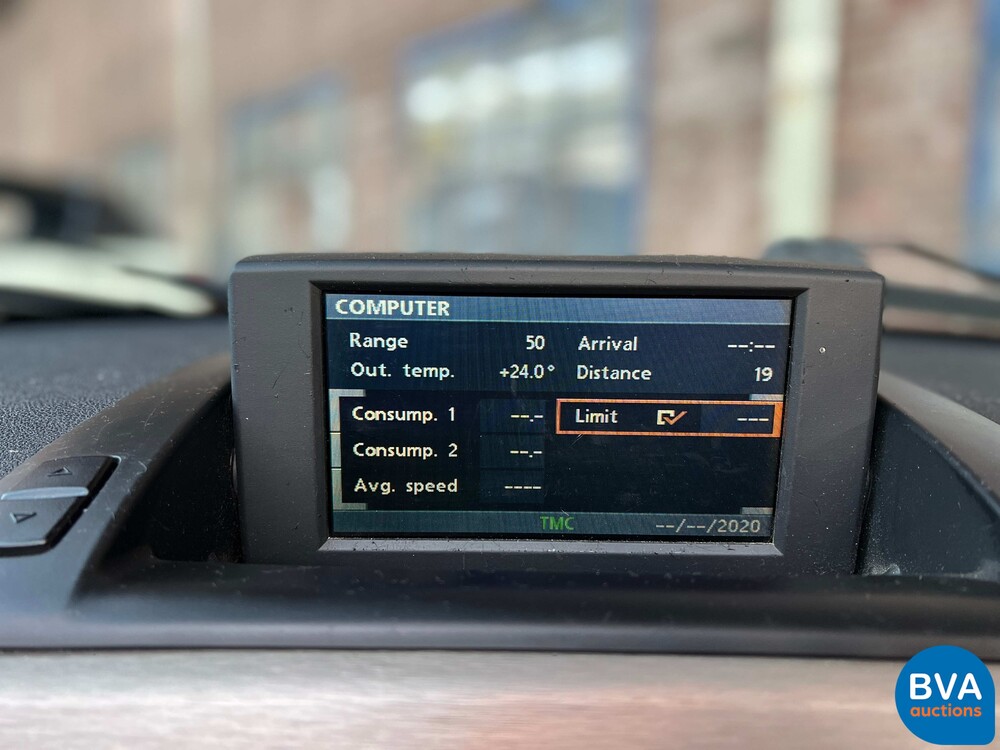 COMPUTER
Range 50 Arrival --:--
Out. temp. +24.0° Distance 19
Consump. 1 --.- Limit ---
Consump. 2 --.-
Avg. speed ----
TMC --/--/2020
BVA
auctions